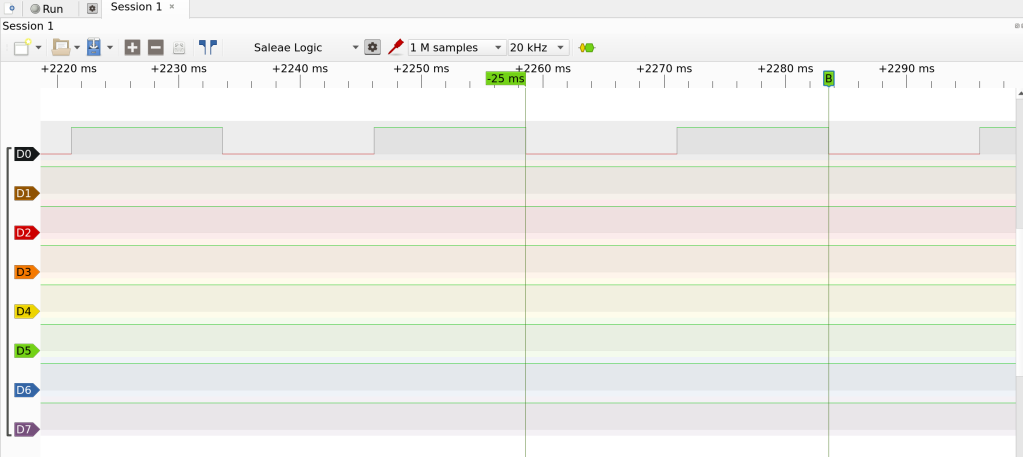 Run
Session 1 ×
Session 1
Saleae Logic
1 M samples
20 kHz
+2220 ms +2230 ms +2240 ms +2250 ms +2260 ms +2270 ms +2280 ms +2290 ms
-25 ms B
D0
D1
D2
D3
D4
D5
D6
D7